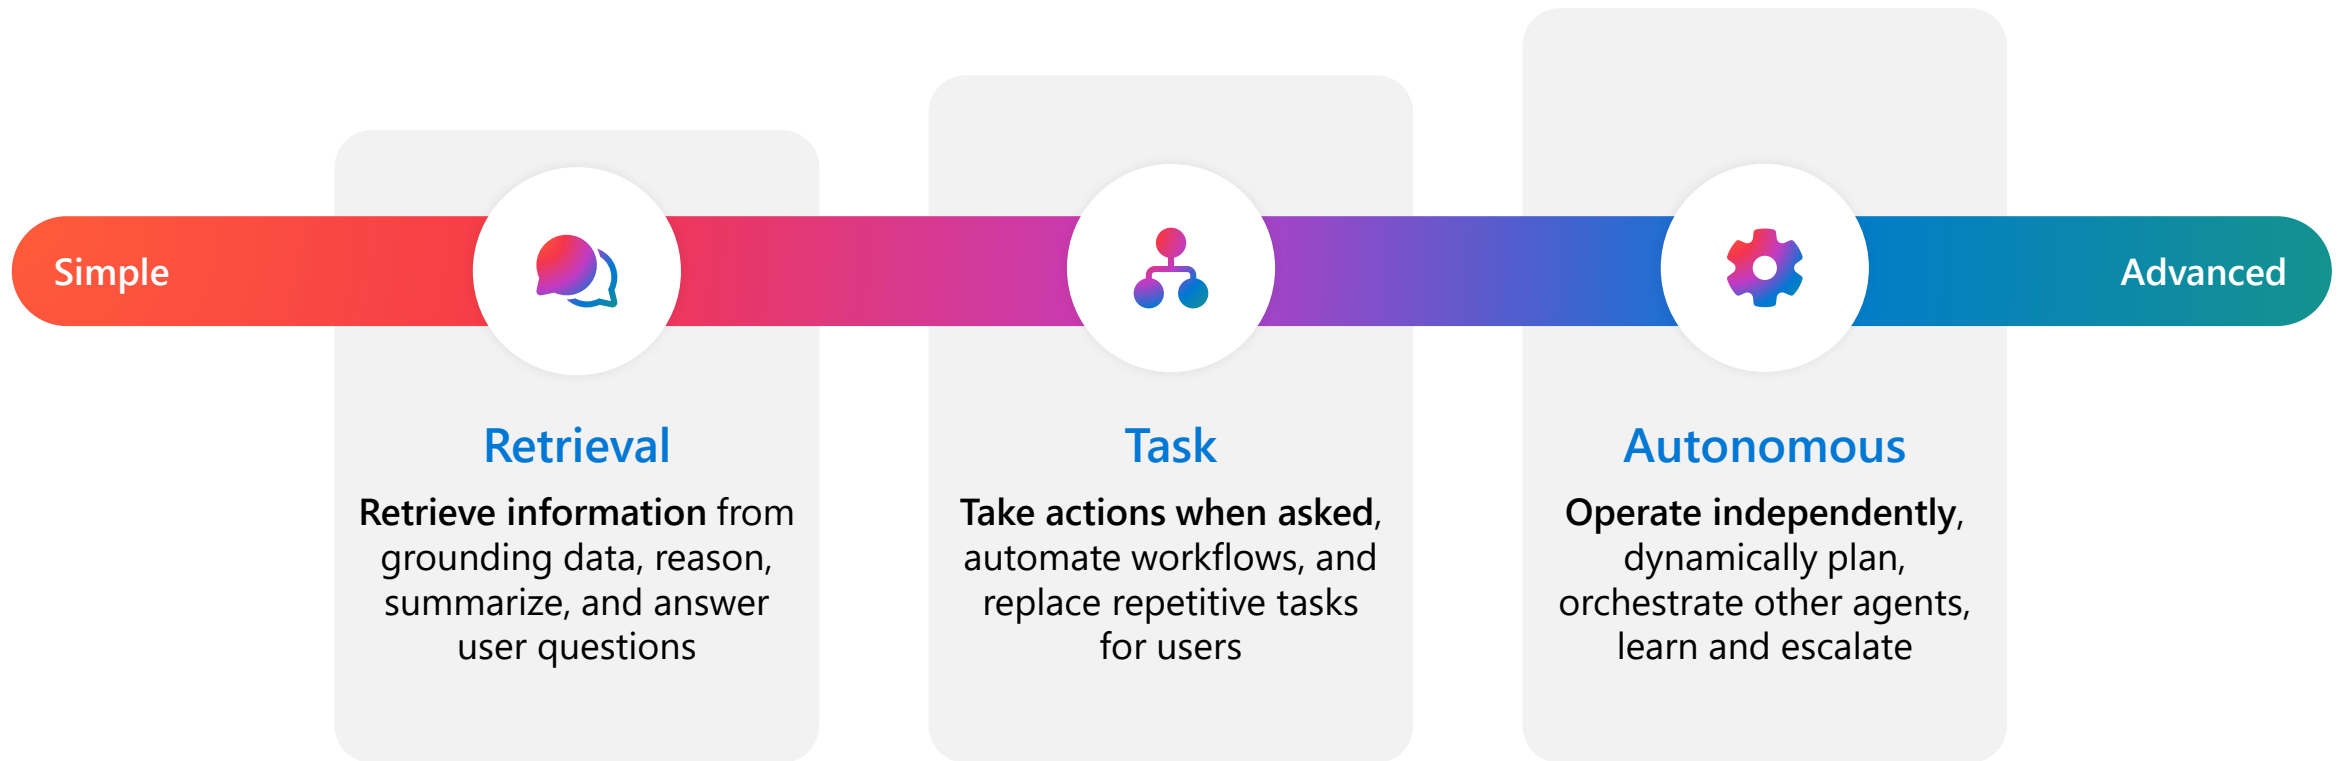 Simple
Advanced
Retrieval
Retrieve information from
grounding data, reason,
summarize, and answer
user questions
Task
Take actions when asked,
automate workflows, and
replace repetitive tasks
for users
Autonomous
Operate independently,
dynamically plan,
orchestrate other agents,
learn and escalate